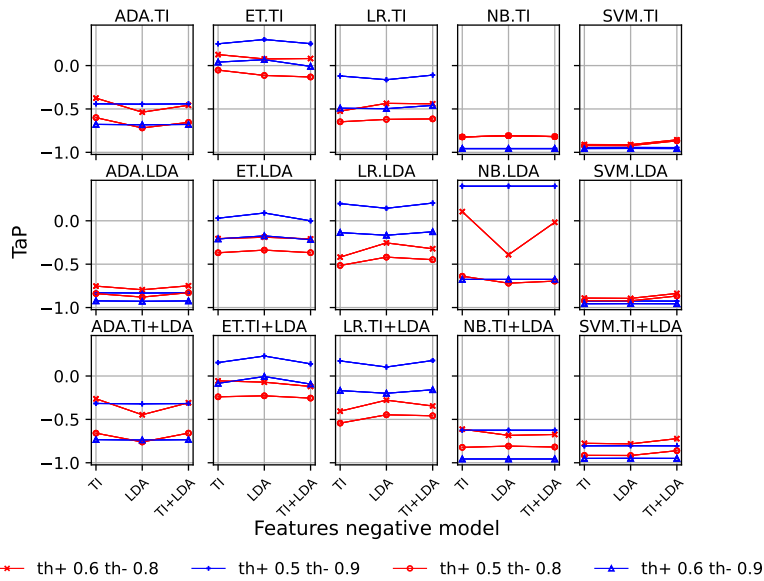 ADA.TI ET.TI LR.TI NB.TI SVM.TI
0.0
−0.5
−1.0
ADA.LDA ET.LDA LR.LDA NB.LDA SVM.LDA
0.0
−0.5
−1.0
TaP
ADA.TI+LDA ET.TI+LDA LR.TI+LDA NB.TI+LDA SVM.TI+LDA
0.0
−0.5
−1.0
TI LDA TI+LDA TI LDA TI+LDA TI LDA TI+LDA TI LDA TI+LDA TI LDA TI+LDA
Features negative model
th+ 0.6 th- 0.8 th+ 0.5 th- 0.9 th+ 0.5 th- 0.8 th+ 0.6 th- 0.9